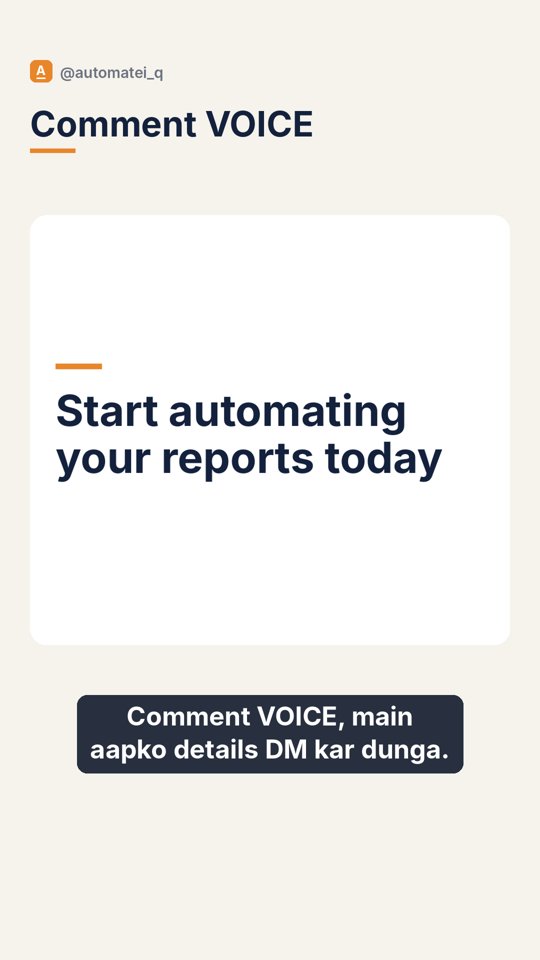 A
@automatei_q
Comment VOICE
Start automating
your reports today
Comment VOICE, main
aapko details DM kar dunga.